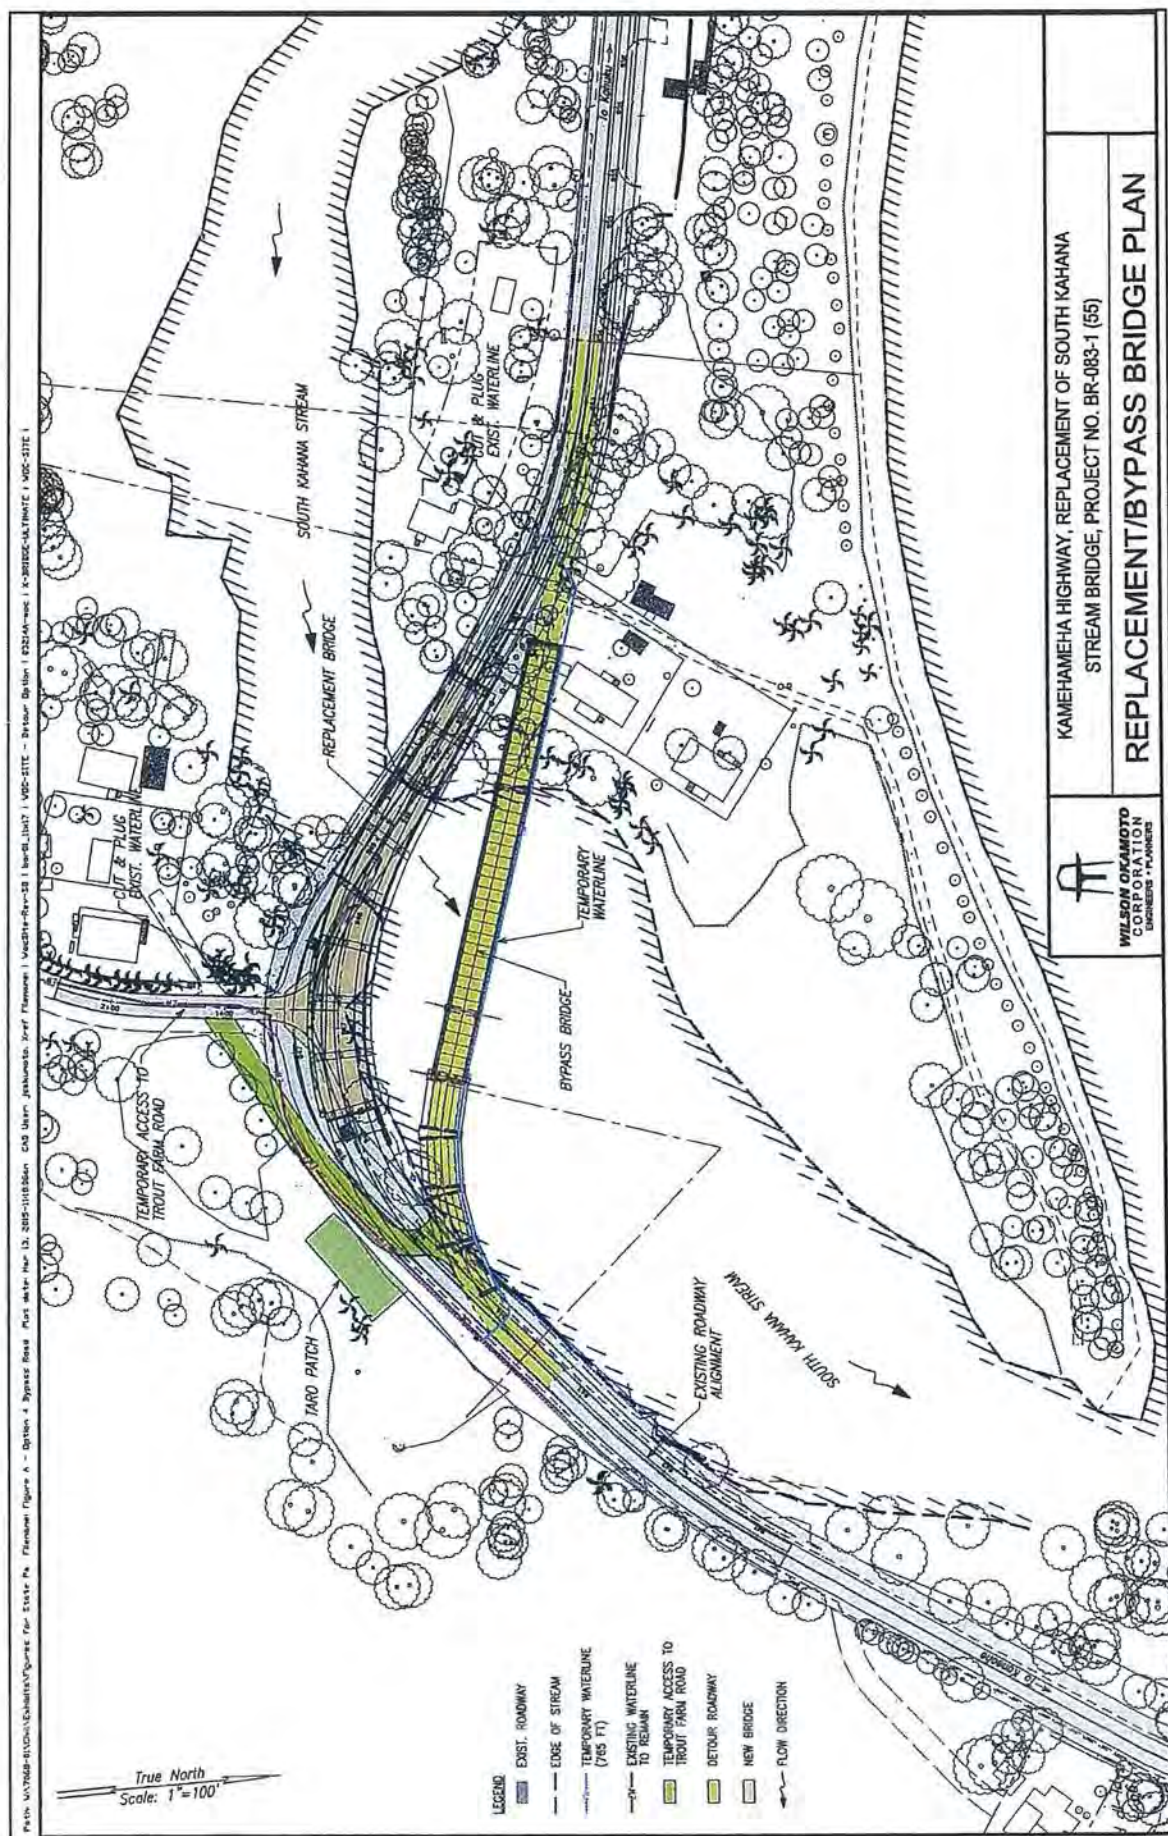 True North
Scale: 1"=100'
LEGEND
EXIST. ROADWAY
EDGE OF STREAM
TEMPORARY WATERLINE
(765 FT)
EXISTING WATERLINE
TO REMAIN
TEMPORARY ACCESS TO
TROUT FARM ROAD
DETOUR ROADWAY
NEW BRIDGE
FLOW DIRECTION
TARO PATCH
TEMPORARY ACCESS TO
TROUT FARM ROAD
CUT & PLUG
EXIST. WATERLINE
REPLACEMENT BRIDGE
SOUTH KAHANA STREAM
CUT & PLUG
EXIST. WATERLINE
To Kahuku
TEMPORARY
WATERLINE
BYPASS BRIDGE
EXISTING ROADWAY
ALIGNMENT
SOUTH KAHANA
STREAM
2+00
1+00
WILSON OKAMOTO
CORPORATION
ENGINEERS • PLANNERS
KAMEHAMEHA HIGHWAY, REPLACEMENT OF SOUTH KAHANA
STREAM BRIDGE, PROJECT NO. BR-083-1 (55)
REPLACEMENT/BYPASS BRIDGE PLAN